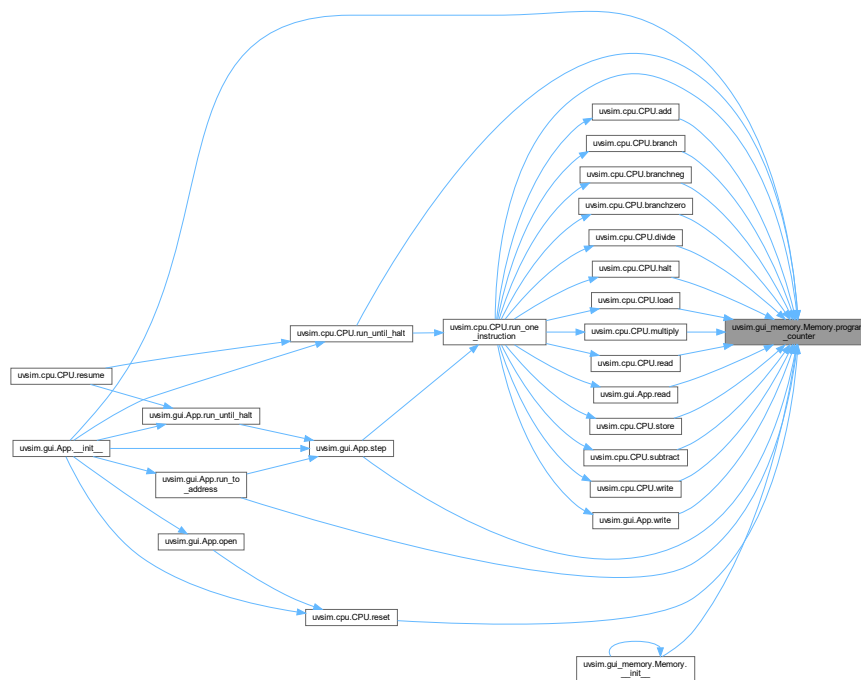 uvsim.cpu.CPU.add
uvsim.cpu.CPU.branch
uvsim.cpu.CPU.branchneg
uvsim.cpu.CPU.branchzero
uvsim.cpu.CPU.divide
uvsim.cpu.CPU.halt
uvsim.cpu.CPU.load
uvsim.cpu.CPU.run_until_halt
uvsim.cpu.CPU.run_one
_instruction
uvsim.cpu.CPU.multiply
uvsim.gui_memory.Memory.program
_counter
uvsim.cpu.CPU.read
uvsim.cpu.CPU.resume
uvsim.gui.App.read
uvsim.gui.App.run_until_halt
uvsim.cpu.CPU.store
uvsim.gui.App.__init__
uvsim.gui.App.step
uvsim.cpu.CPU.subtract
uvsim.gui.App.run_to
_address
uvsim.cpu.CPU.write
uvsim.gui.App.write
uvsim.gui.App.open
uvsim.cpu.CPU.reset
uvsim.gui_memory.Memory.
__init__